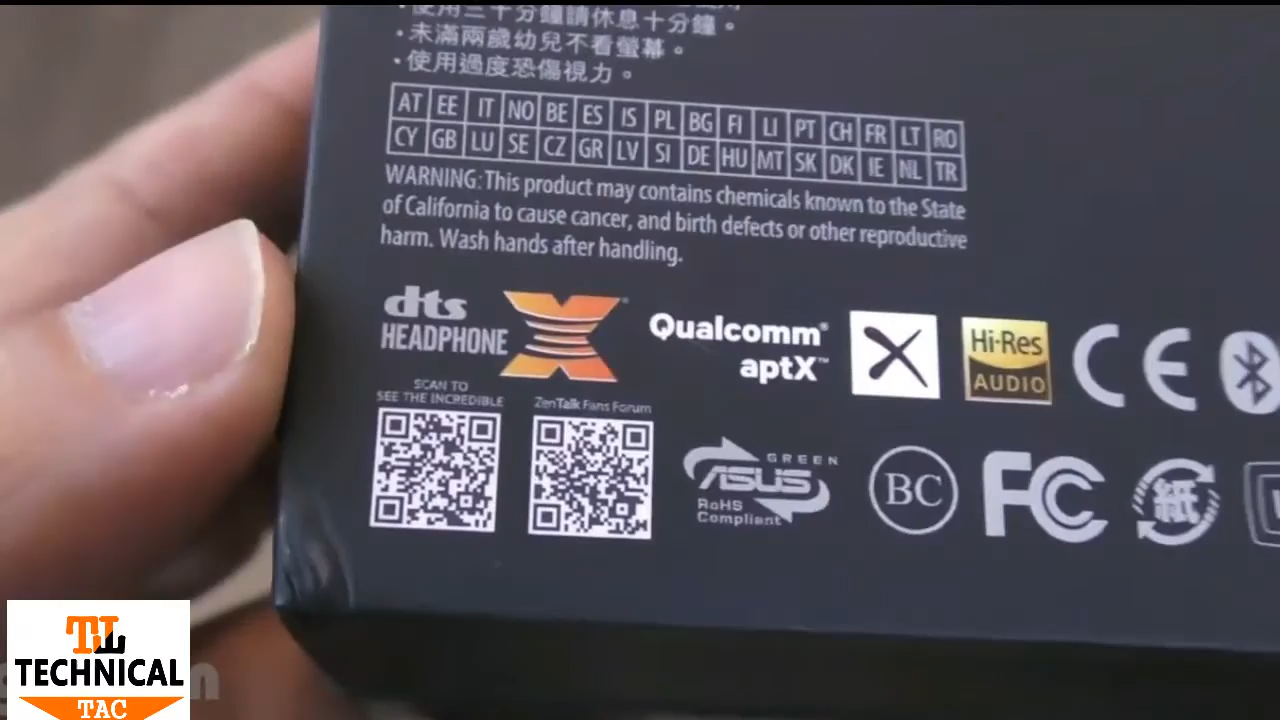 •使用三十分鐘請休息十分鐘。
•未滿兩歲幼兒不看螢幕。
•使用過度恐傷視力。
AT EE IT NO BE ES IS PL BG FI LI PT CH FR LT RO
CY GB LU SE CZ GR LV SI DE HU MT SK DK IE NL TR
WARNING: This product may contains chemicals known to the State
of California to cause cancer, and birth defects or other reproductive
harm. Wash hands after handling.
dts
HEADPHONE X
Qualcomm®
aptX™
Hi-Res
AUDIO
CE
SCAN TO
SEE THE INCREDIBLE
ZenTalk Fans Forum
GREEN
ASUS
RoHS
Compliant
BC
FC
紙
TL
TECHNICAL
TAC